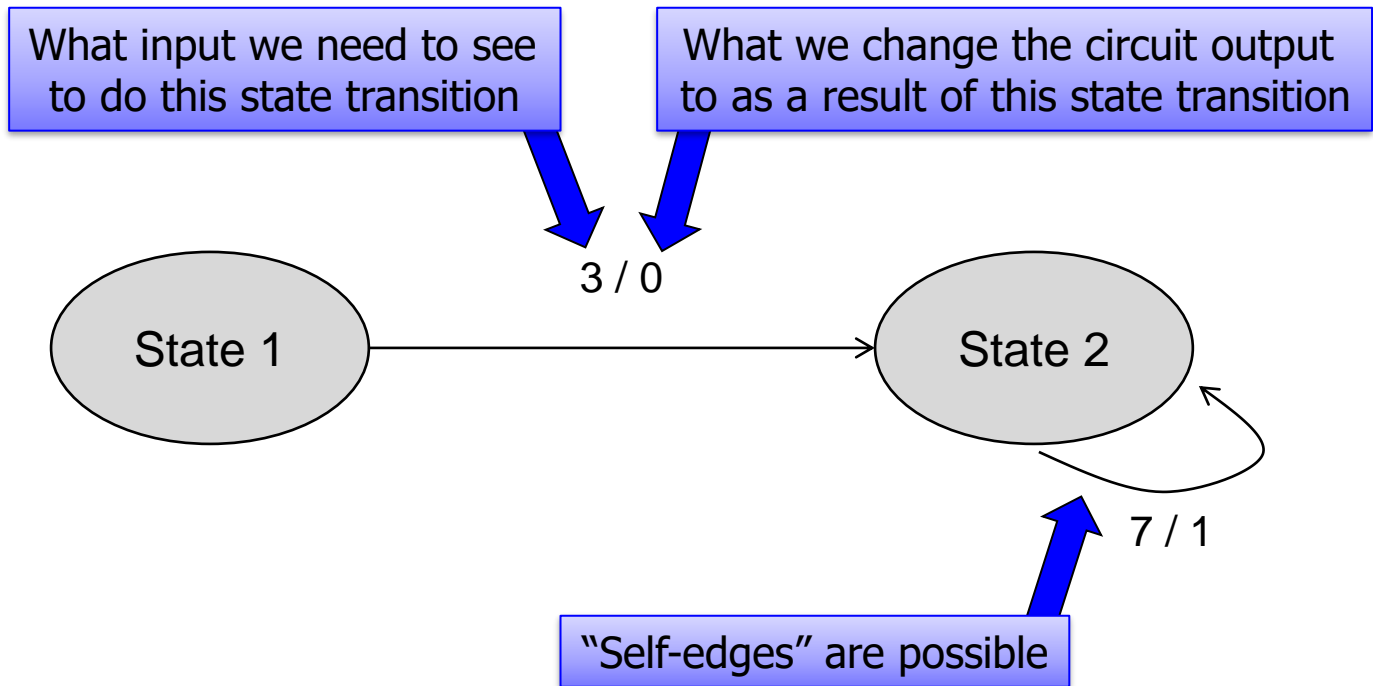 What input we need to see
to do this state transition
What we change the circuit output
to as a result of this state transition
3 / 0
State 1
State 2
7 / 1
“Self-edges” are possible